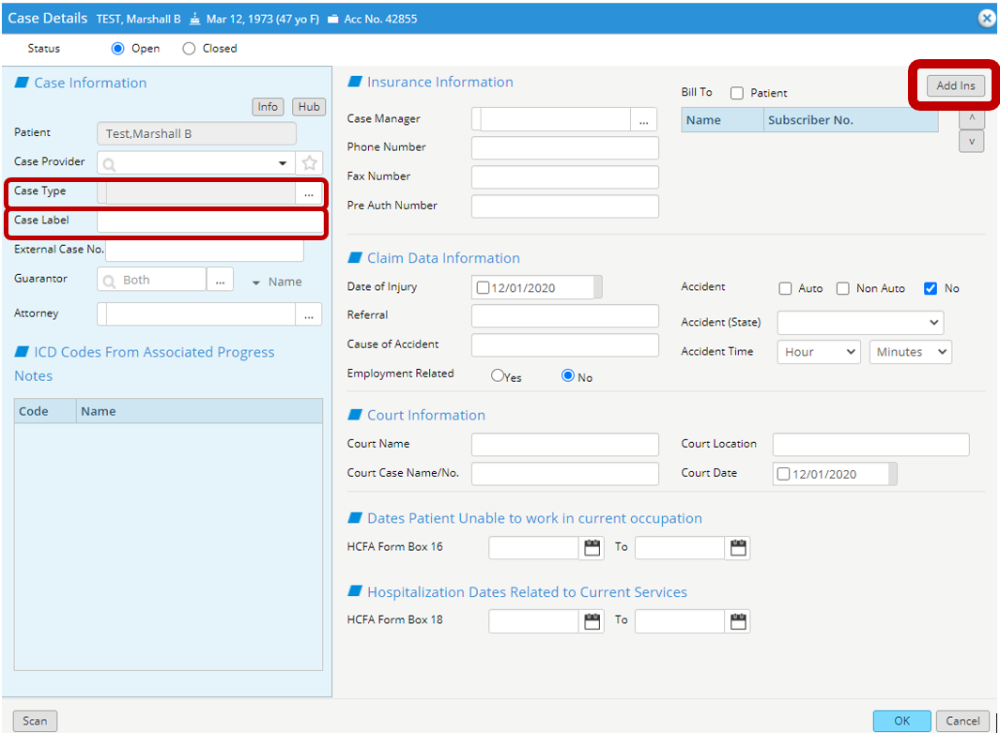 Case Details TEST, Marshall B Mar 12, 1973 (47 yo F) Acc No. 42855
Status Open Closed
Case Information
Info Hub
Patient Test,Marshall B
Case Provider
Case Type ...
Case Label
External Case No.
Guarantor Both ... Name
Attorney ...
ICD Codes From Associated Progress
Notes
Code Name
Insurance Information
Bill To Patient Add Ins
Case Manager ...
Name Subscriber No. ^
v
Phone Number
Fax Number
Pre Auth Number
Claim Data Information
Date of Injury 12/01/2020 Accident Auto Non Auto No
Referral
Accident (State)
Cause of Accident
Accident Time Hour Minutes
Employment Related Yes No
Court Information
Court Name Court Location
Court Case Name/No. Court Date 12/01/2020
Dates Patient Unable to work in current occupation
HCFA Form Box 16 To
Hospitalization Dates Related to Current Services
HCFA Form Box 18 To
Scan OK Cancel